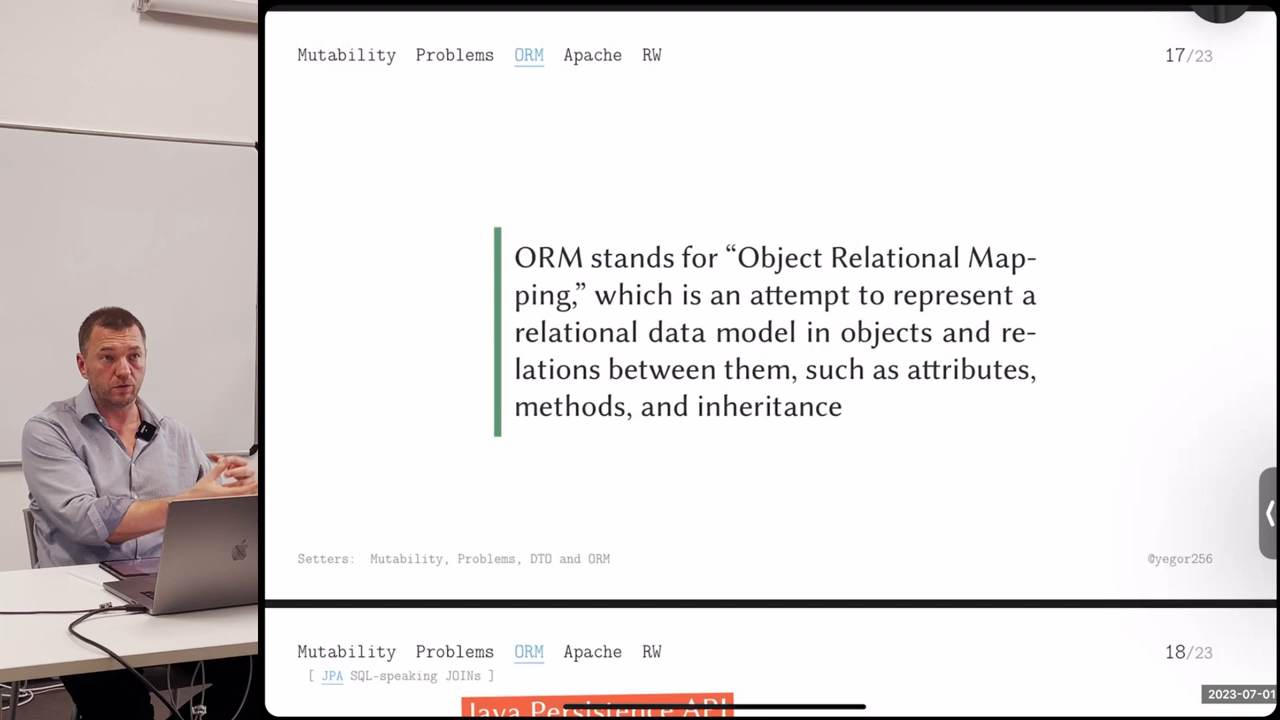 Mutability Problems ORM Apache RW 17/23
ORM stands for “Object Relational Map-
ping,” which is an attempt to represent a
relational data model in objects and re-
lations between them, such as attributes,
methods, and inheritance
Setters: Mutability, Problems, DTO and ORM @yegor256
Mutability Problems ORM Apache RW 18/23
[ JPA SQL-speaking JOINs ]
Java Persistence API
2023-07-01